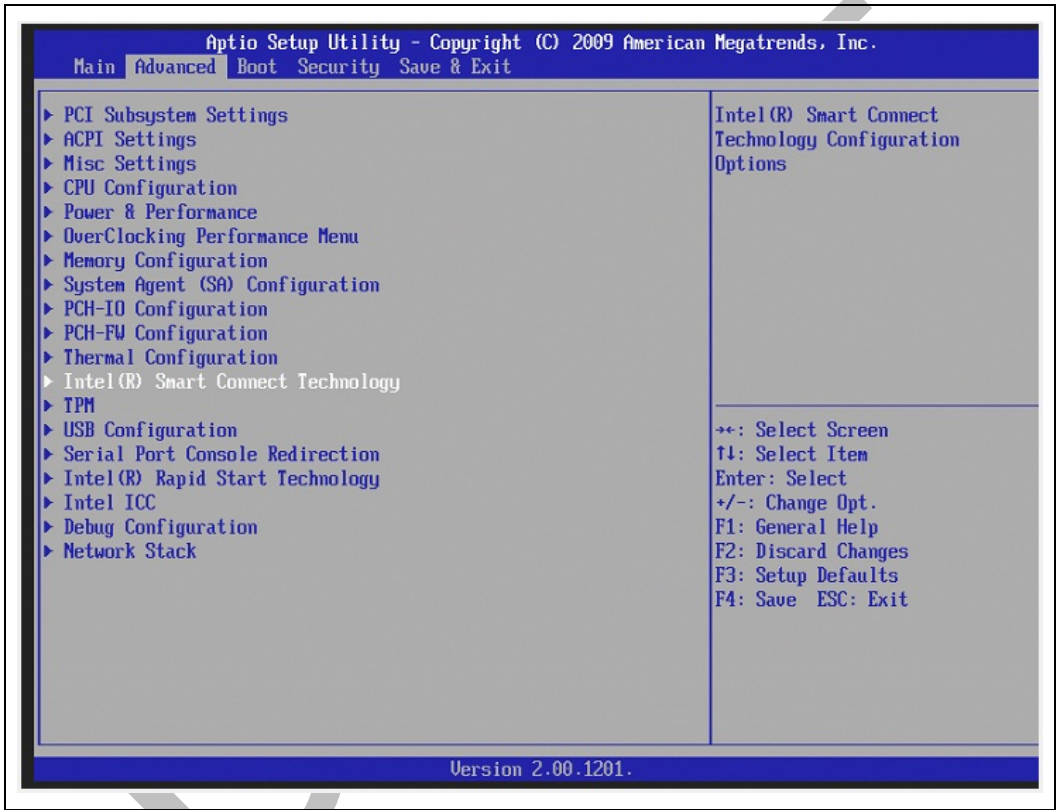 Aptio Setup Utility - Copyright (C) 2009 American Megatrends, Inc.
Main Advanced Boot Security Save & Exit
PCI Subsystem Settings
ACPI Settings
Misc Settings
CPU Configuration
Power & Performance
OverClocking Performance Menu
Memory Configuration
System Agent (SA) Configuration
PCH-IO Configuration
PCH-FW Configuration
Thermal Configuration
Intel(R) Smart Connect Technology
TPM
USB Configuration
Serial Port Console Redirection
Intel(R) Rapid Start Technology
Intel ICC
Debug Configuration
Network Stack
Intel(R) Smart Connect
Technology Configuration
Options
→←: Select Screen
↑↓: Select Item
Enter: Select
+/-: Change Opt.
F1: General Help
F2: Discard Changes
F3: Setup Defaults
F4: Save ESC: Exit
Version 2.00.1201.